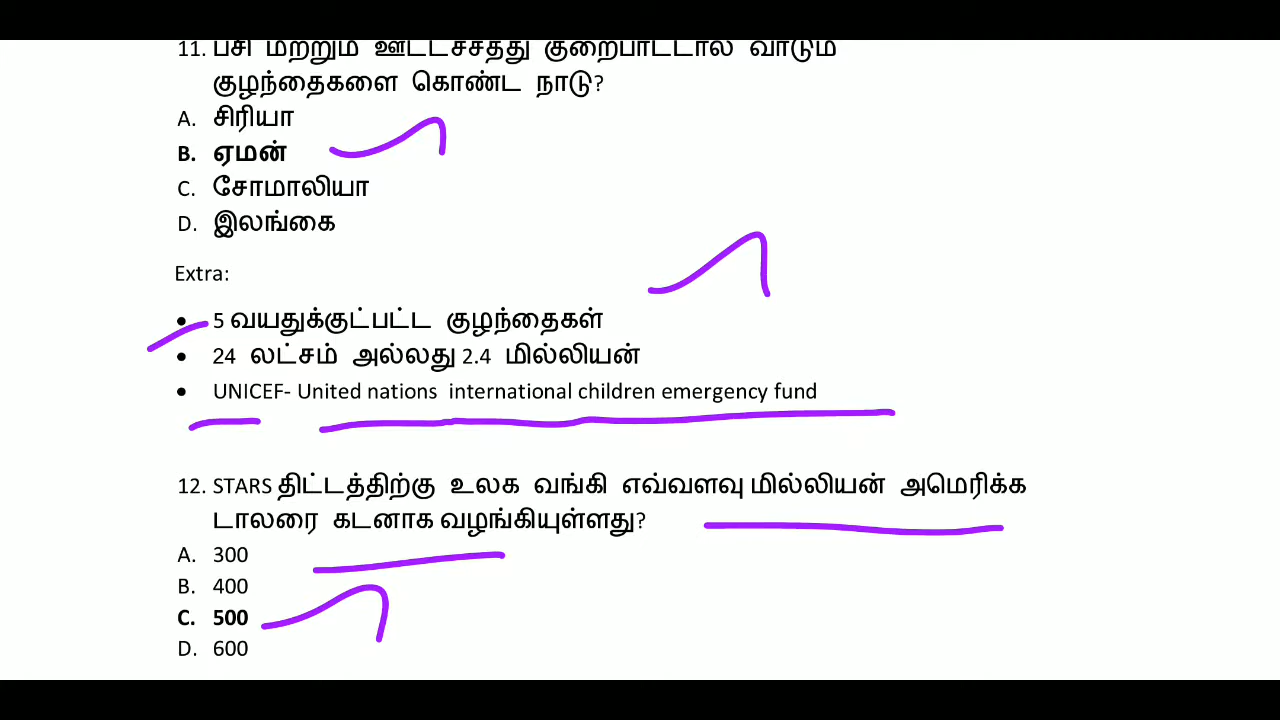 11. பசி மற்றும் ஊட்டச்சத்து குறைபாட்டால் வாடும்
குழந்தைகளை கொண்ட நாடு?
A. சிரியா
B. ஏமன்
C. சோமாலியா
D. இலங்கை
Extra:
• 5 வயதுக்குட்பட்ட குழந்தைகள்
• 24 லட்சம் அல்லது 2.4 மில்லியன்
• UNICEF- United nations international children emergency fund
12. STARS திட்டத்திற்கு உலக வங்கி எவ்வளவு மில்லியன் அமெரிக்க
டாலரை கடனாக வழங்கியுள்ளது?
A. 300
B. 400
C. 500
D. 600